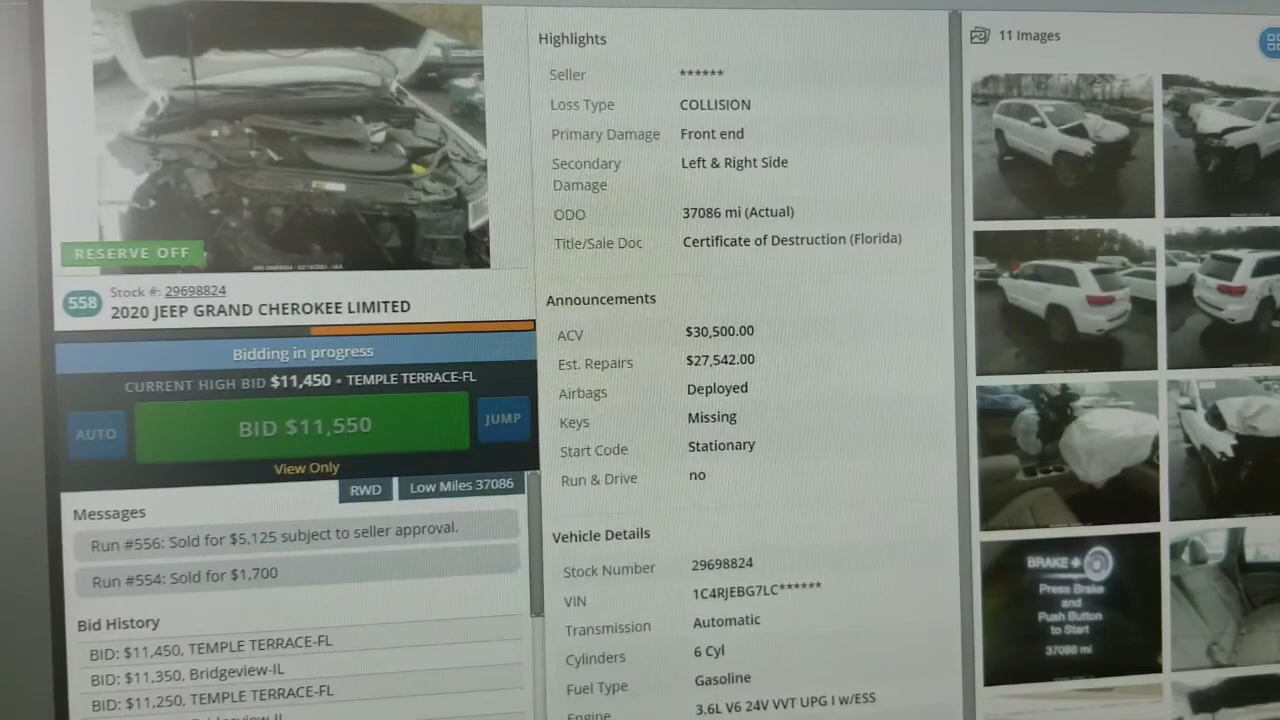 RESERVE OFF
558
Stock #: 29698824
2020 JEEP GRAND CHEROKEE LIMITED
Bidding in progress
CURRENT HIGH BID $11,450 - TEMPLE TERRACE-FL
AUTO
BID $11,550
JUMP
View Only
RWD
Low Miles 37086
Messages
Run #556: Sold for $5,125 subject to seller approval.
Run #554: Sold for $1,700
Bid History
BID: $11,450, TEMPLE TERRACE-FL
BID: $11,350, Bridgeview-IL
BID: $11,250, TEMPLE TERRACE-FL
Highlights
Seller ******
Loss Type COLLISION
Primary Damage Front end
Secondary Left & Right Side
Damage
ODO 37086 mi (Actual)
Title/Sale Doc Certificate of Destruction (Florida)
Announcements
ACV $30,500.00
Est. Repairs $27,542.00
Airbags Deployed
Keys Missing
Start Code Stationary
Run & Drive no
Vehicle Details
Stock Number 29698824
VIN 1C4RJEBG7LC******
Transmission Automatic
Cylinders 6 Cyl
Fuel Type Gasoline
Engine 3.6L V6 24V VVT UPG I w/ESS
11 Images
BRAKE +
Press Brake
and
Push Button
to Start
37086 mi